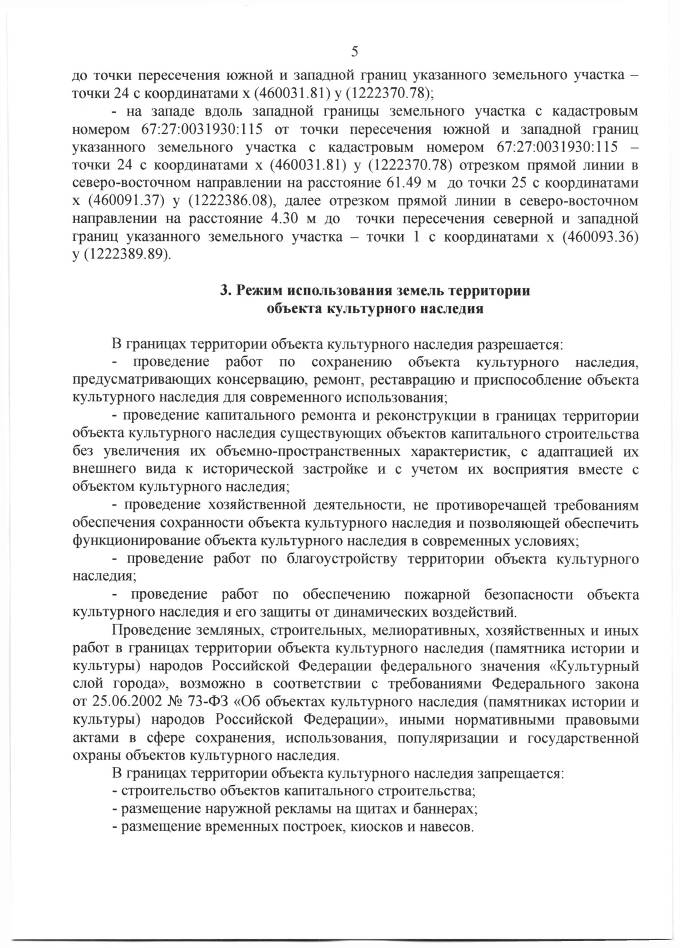 5
до точки пересечения южной и западной границ указанного земельного участка –
точки 24 с координатами х (460031.81) у (1222370.78);
- на западе вдоль западной границы земельного участка с кадастровым
номером 67:27:0031930:115 от точки пересечения южной и западной границ
указанного земельного участка с кадастровым номером 67:27:0031930:115 –
точки 24 с координатами х (460031.81) у (1222370.78) отрезком прямой линии в
северо-восточном направлении на расстояние 61.49 м до точки 25 с координатами
х (460091.37) у (1222386.08), далее отрезком прямой линии в северо-восточном
направлении на расстояние 4.30 м до точки пересечения северной и западной
границ указанного земельного участка – точки 1 с координатами х (460093.36)
у (1222389.89).
3. Режим использования земель территории
объекта культурного наследия
В границах территории объекта культурного наследия разрешается:
- проведение работ по сохранению объекта культурного наследия,
предусматривающих консервацию, ремонт, реставрацию и приспособление объекта
культурного наследия для современного использования;
- проведение капитального ремонта и реконструкции в границах территории
объекта культурного наследия существующих объектов капитального строительства
без увеличения их объемно-пространственных характеристик, с адаптацией их
внешнего вида к исторической застройке и с учетом их восприятия вместе с
объектом культурного наследия;
- проведение хозяйственной деятельности, не противоречащей требованиям
обеспечения сохранности объекта культурного наследия и позволяющей обеспечить
функционирование объекта культурного наследия в современных условиях;
- проведение работ по благоустройству территории объекта культурного
наследия;
- проведение работ по обеспечению пожарной безопасности объекта
культурного наследия и его защиты от динамических воздействий.
Проведение земляных, строительных, мелиоративных, хозяйственных и иных
работ в границах территории объекта культурного наследия (памятника истории и
культуры) народов Российской Федерации федерального значения «Культурный
слой города», возможно в соответствии с требованиями Федерального закона
от 25.06.2002 № 73-ФЗ «Об объектах культурного наследия (памятниках истории и
культуры) народов Российской Федерации», иными нормативными правовыми
актами в сфере сохранения, использования, популяризации и государственной
охраны объектов культурного наследия.
В границах территории объекта культурного наследия запрещается:
- строительство объектов капитального строительства;
- размещение наружной рекламы на щитах и баннерах;
- размещение временных построек, киосков и навесов.